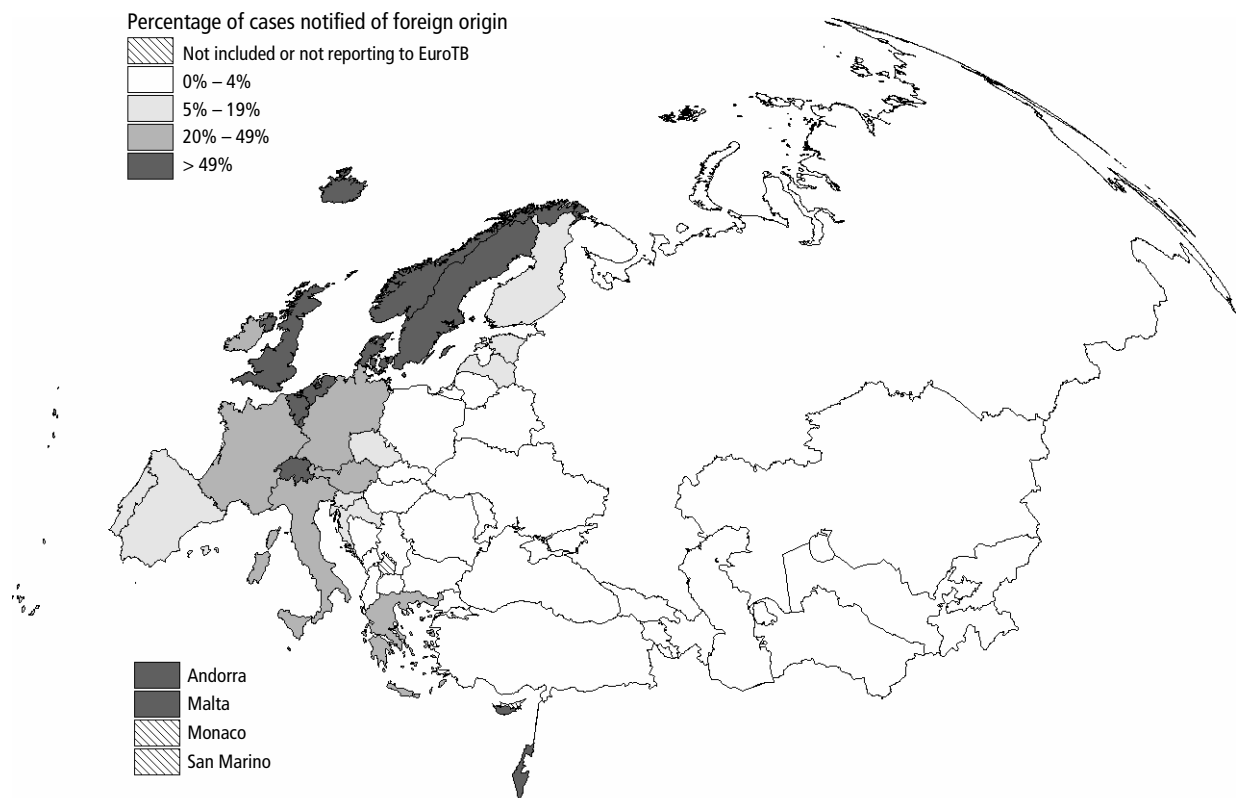 Percentage of cases notified of foreign origin
Not included or not reporting to EuroTB
0% – 4%
5% – 19%
20% – 49%
> 49%
Andorra
Malta
Monaco
San Marino